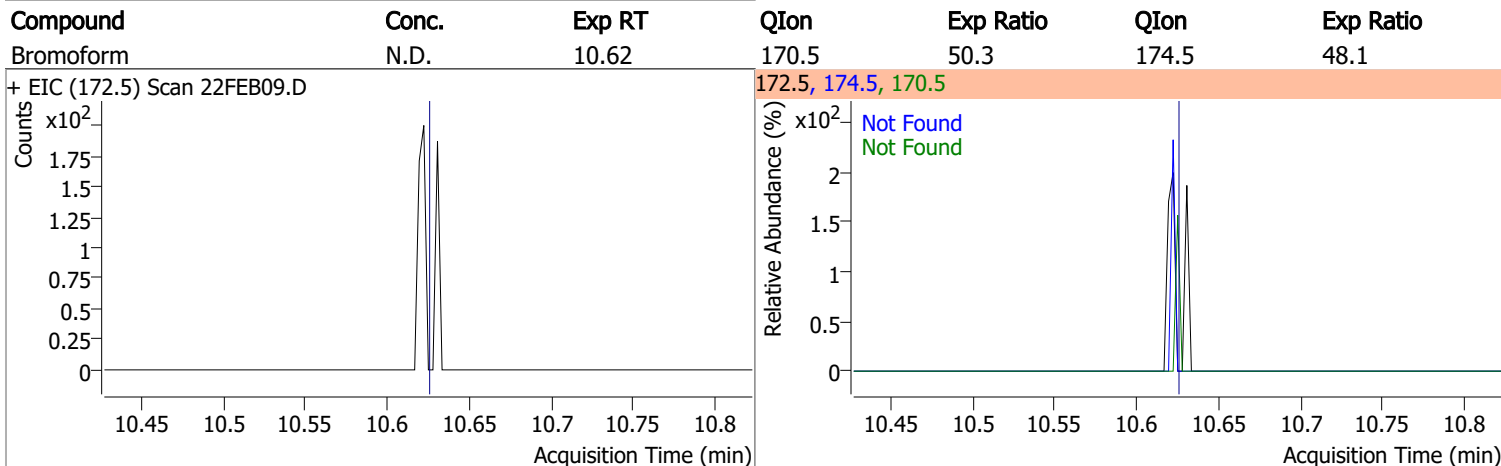 Compound Conc. Exp RT QIon Exp Ratio QIon Exp Ratio
Bromoform N.D. 10.62 170.5 50.3 174.5 48.1
+ EIC (172.5) Scan 22FEB09.D
Counts
x10²
1.75
1.5
1.25
1
0.75
0.5
0.25
0
10.45 10.5 10.55 10.6 10.65 10.7 10.75 10.8
Acquisition Time (min)
172.5, 174.5, 170.5
Relative Abundance (%)
x10²
Not Found
Not Found
2
1.5
1
0.5
0
10.45 10.5 10.55 10.6 10.65 10.7 10.75 10.8
Acquisition Time (min)